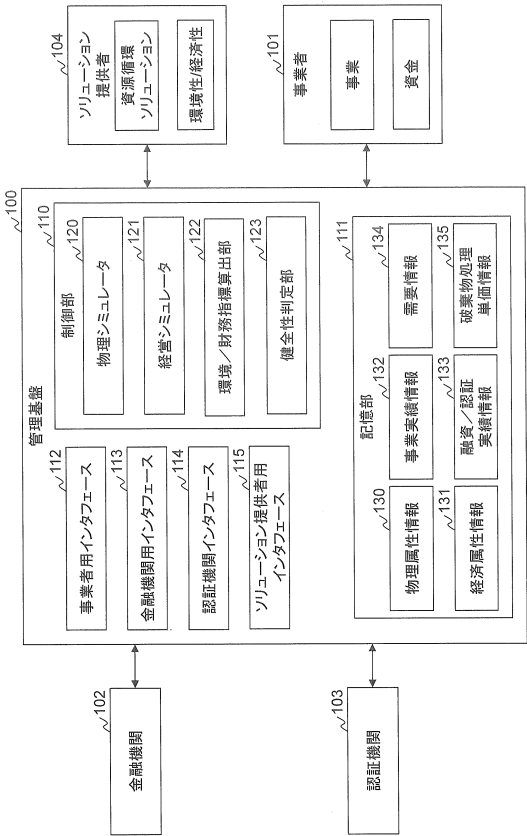 100
管理基盤
112
事業者用インタフェース
113
金融機関用インタフェース
114
認証機関インタフェース
115
ソリューション提供者用
インタフェース
110
制御部
120
物理シミュレータ
121
経営シミュレータ
122
環境／財務指標算出部
123
健全性判定部
111
記憶部
130
物理属性情報
132
事業実績情報
134
需要情報
131
経済属性情報
133
融資／認証
実績情報
135
破棄物処理
単価情報
102
金融機関
103
認証機関
104
ソリューション
提供者
資源循環
ソリューション
環境性/経済性
101
事業者
事業
資金